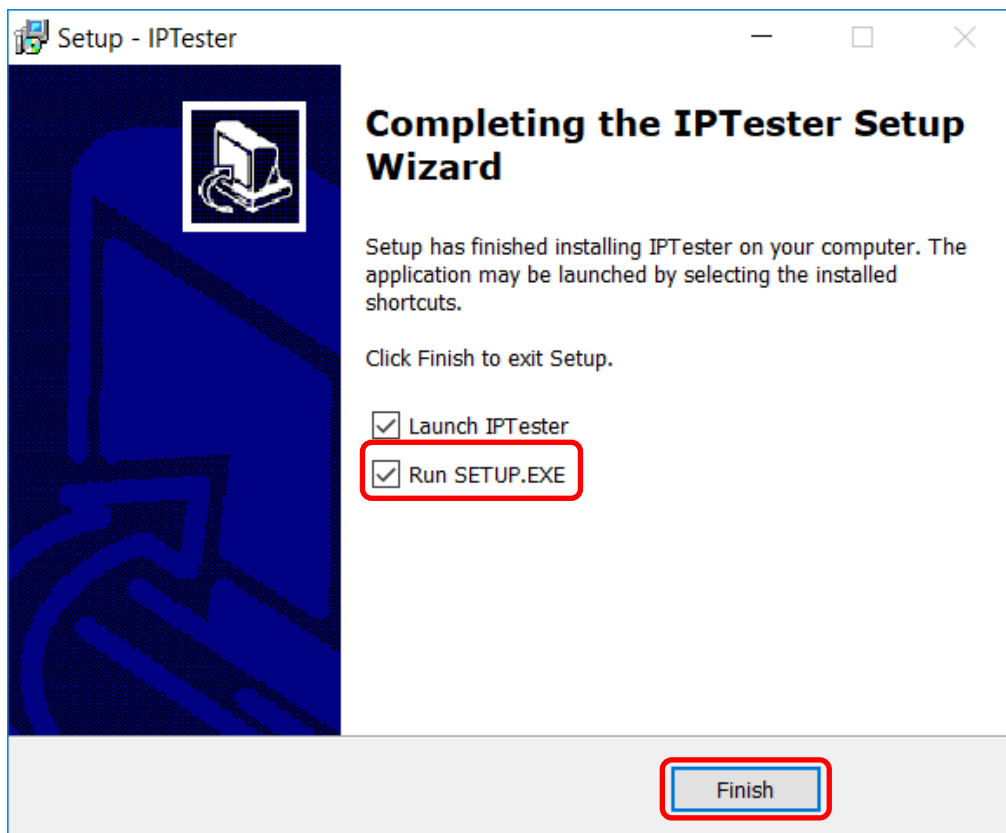 Setup - IPTester
Completing the IPTester Setup
Wizard
Setup has finished installing IPTester on your computer. The
application may be launched by selecting the installed
shortcuts.
Click Finish to exit Setup.
Launch IPTester
Run SETUP.EXE
Finish